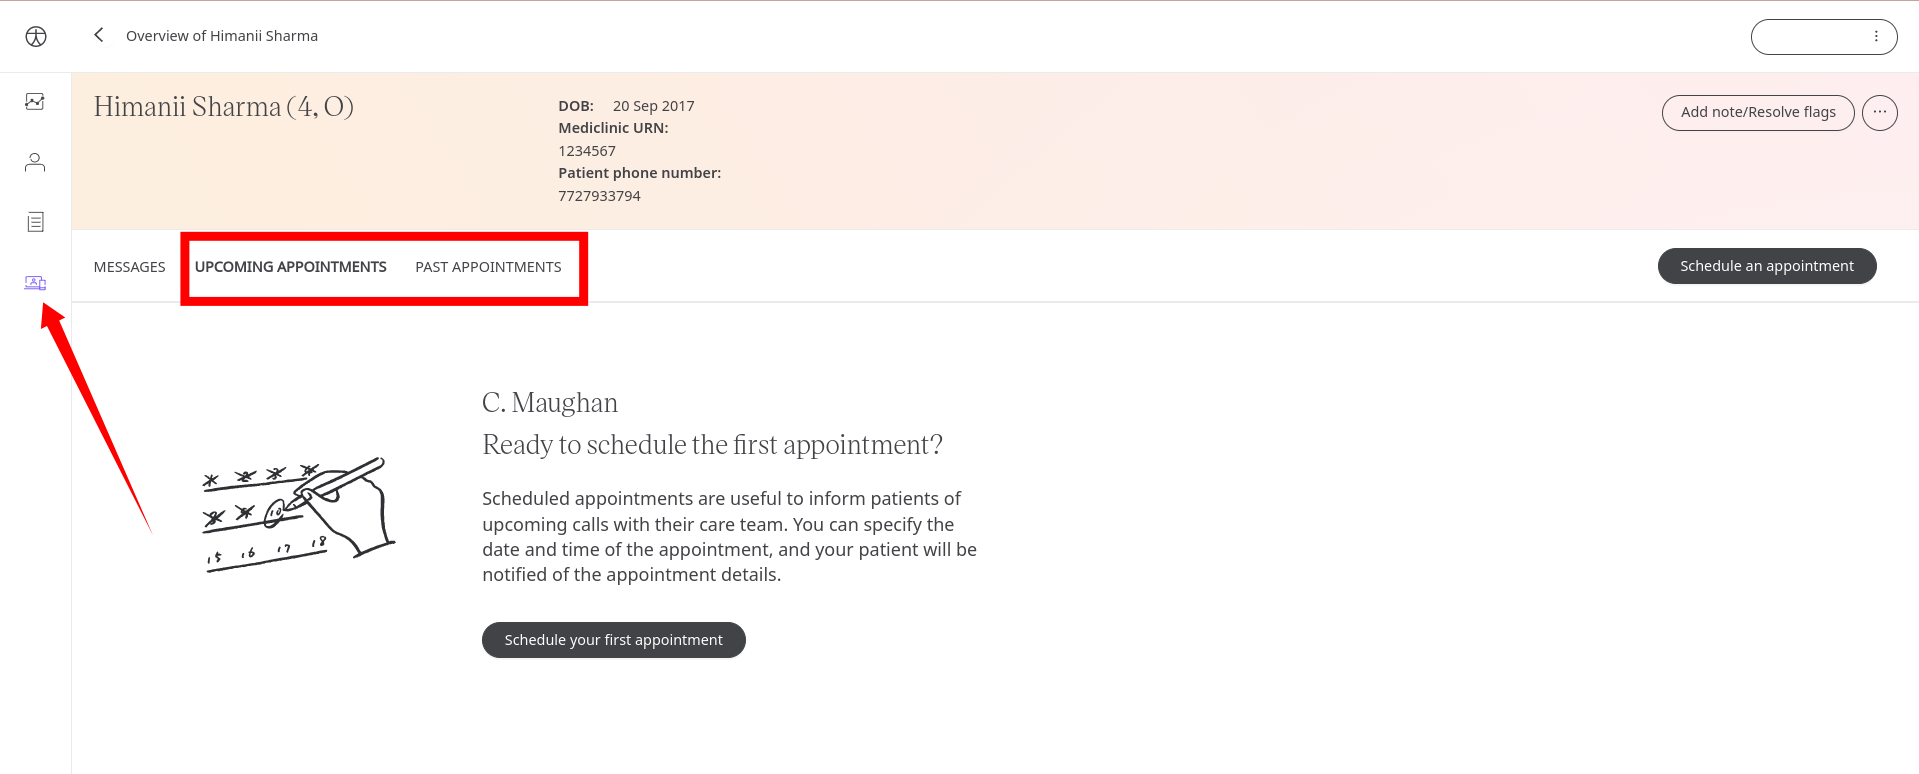 Overview of Himanii Sharma
Himanii Sharma (4, O)
DOB: 20 Sep 2017
Mediclinic URN:
1234567
Patient phone number:
7727933794
Add note/Resolve flags
MESSAGES
UPCOMING APPOINTMENTS
PAST APPOINTMENTS
Schedule an appointment
C. Maughan
Ready to schedule the first appointment?
Scheduled appointments are useful to inform patients of
upcoming calls with their care team. You can specify the
date and time of the appointment, and your patient will be
notified of the appointment details.
10
15 16 17 18
Schedule your first appointment